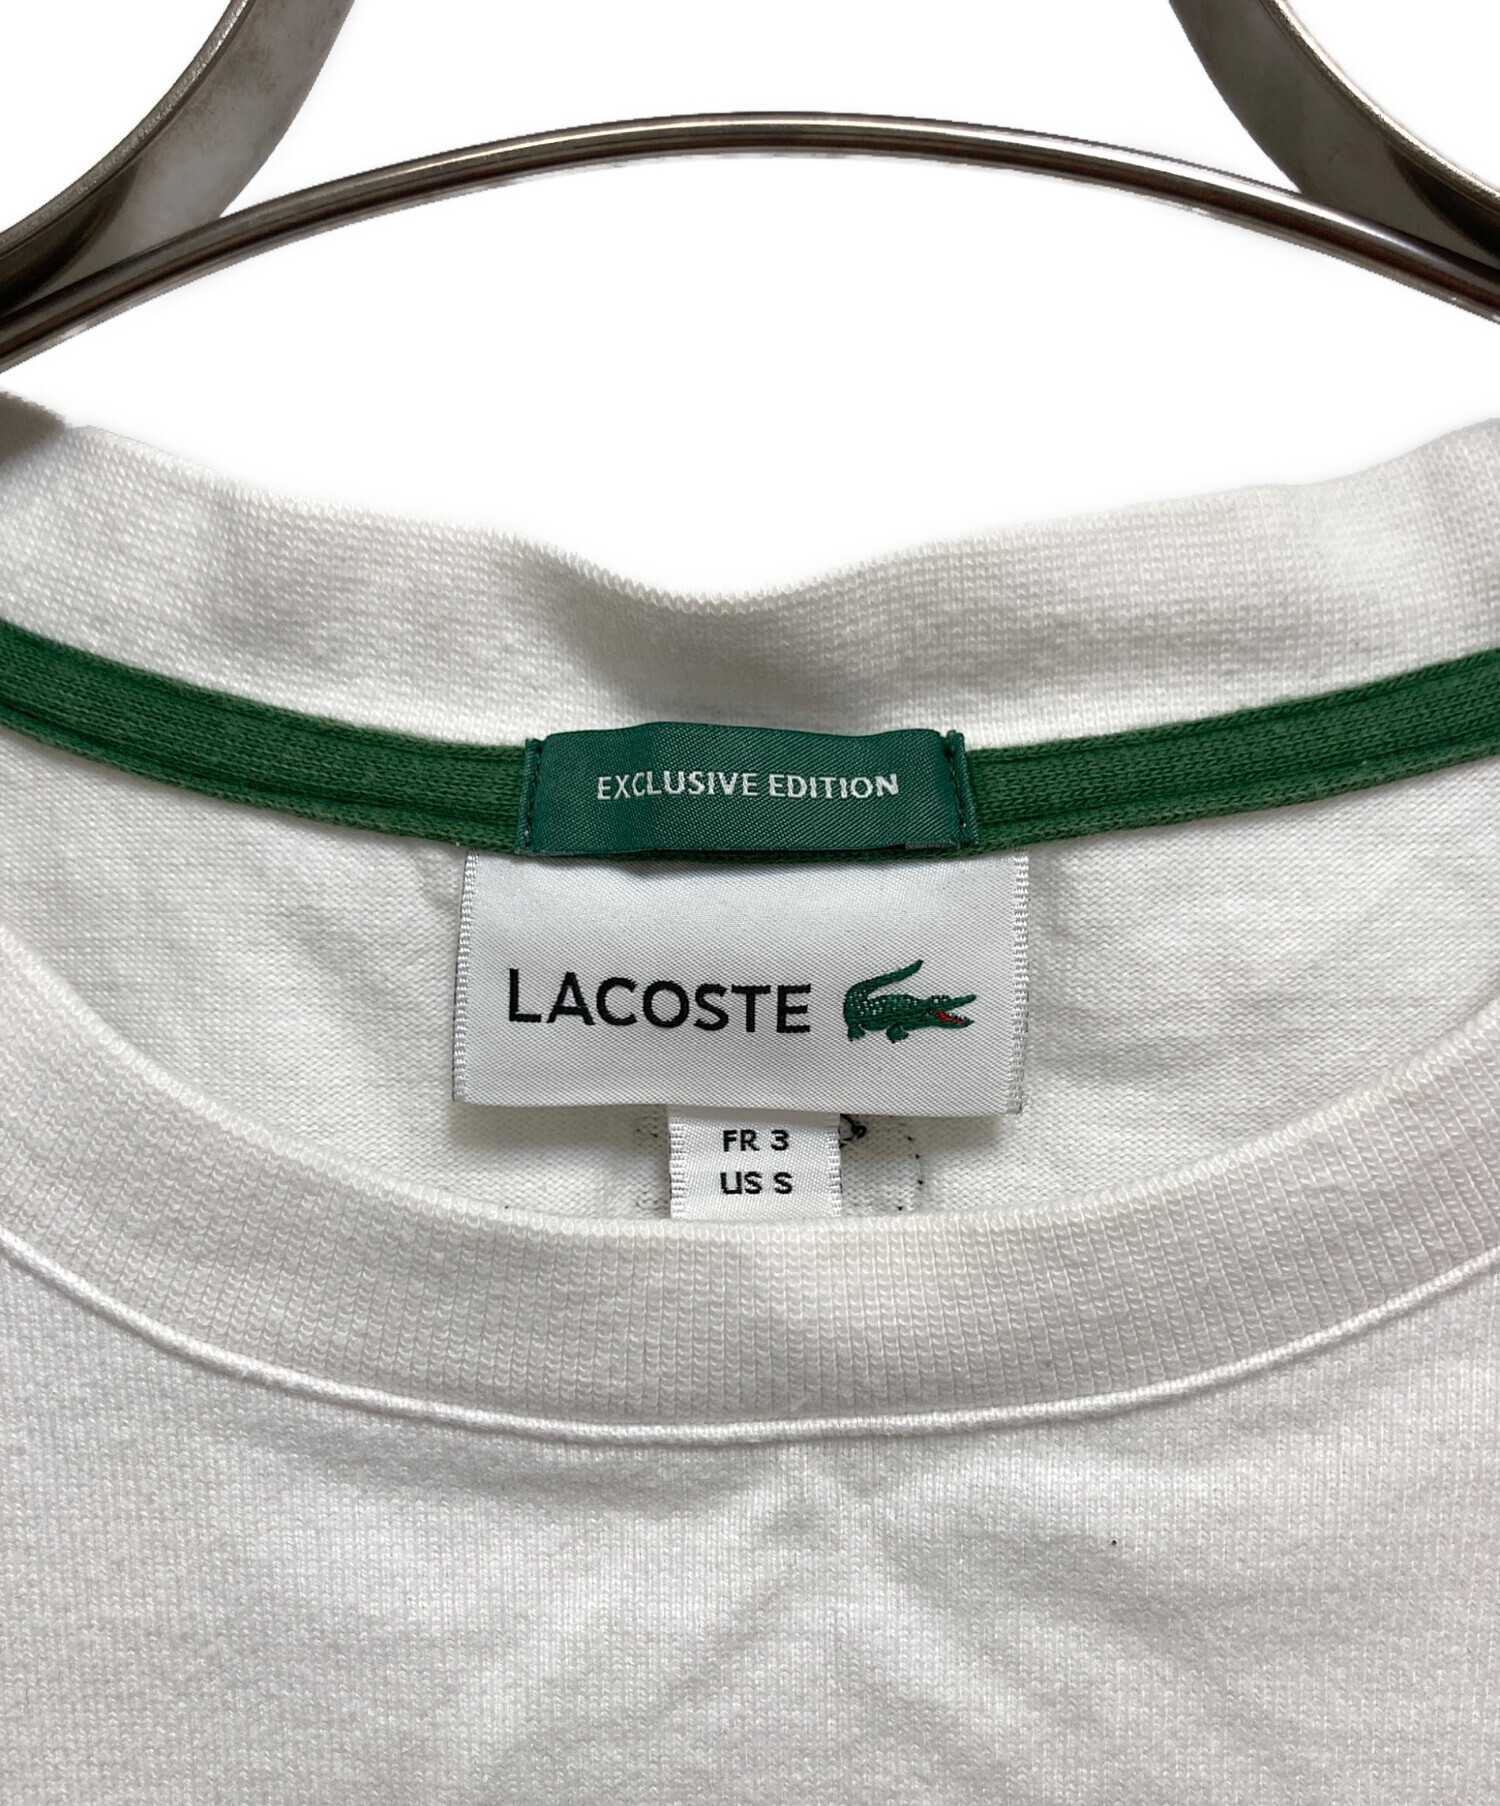 EXCLUSIVE EDITION
LACOSTE
FR 3
US S